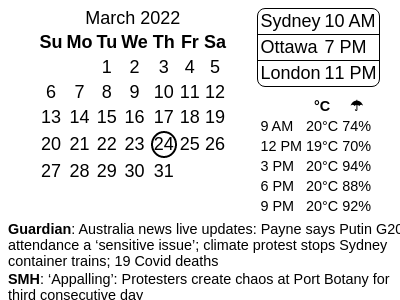 March 2022
Su Mo Tu We Th Fr Sa
1 2 3 4 5
6 7 8 9 10 11 12
13 14 15 16 17 18 19
20 21 22 23 24 25 26
27 28 29 30 31
Sydney 10 AM
Ottawa 7 PM
London 11 PM
°C ☂
9 AM 20°C 74%
12 PM 19°C 70%
3 PM 20°C 94%
6 PM 20°C 88%
9 PM 20°C 92%
Guardian: Australia news live updates: Payne says Putin G20
attendance a ‘sensitive issue’; climate protest stops Sydney
container trains; 19 Covid deaths
SMH: ‘Appalling’: Protesters create chaos at Port Botany for
third consecutive day